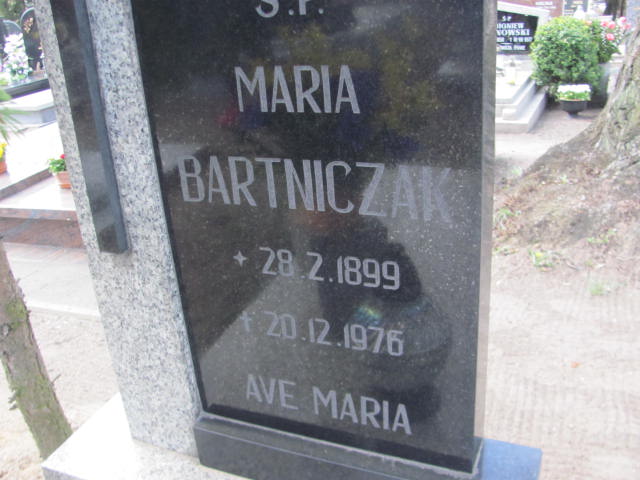 Ś.P.
MARIA
BARTNICZAK
✦ 28.2.1899
† 20.12.1976
AVE MARIA